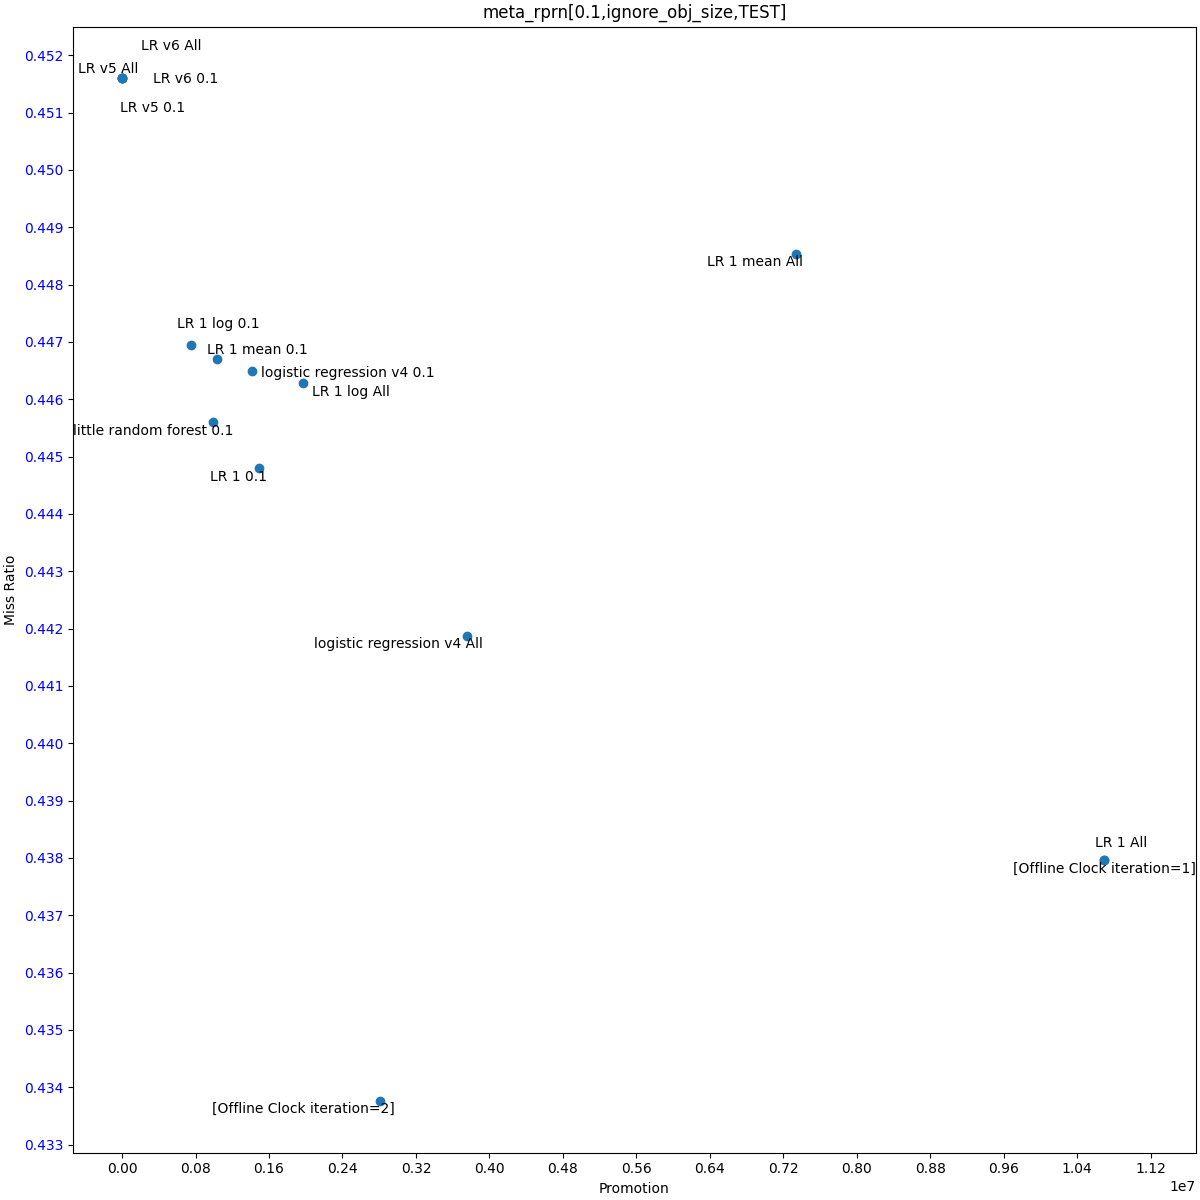 meta_rprn[0.1,ignore_obj_size,TEST]
LR v6 All
0.452
LR v5 All
LR v6 0.1
LR v5 0.1
0.451
0.450
0.449
LR 1 mean All
0.448
LR 1 log 0.1
0.447
LR 1 mean 0.1
logistic regression v4 0.1
LR 1 log All
0.446
little random forest 0.1
0.445
LR 1 0.1
0.444
0.443
Miss Ratio
0.442
logistic regression v4 All
0.441
0.440
0.439
LR 1 All
0.438
[Offline Clock iteration=1]
0.437
0.436
0.435
0.434
[Offline Clock iteration=2]
0.433
0.00 0.08 0.16 0.24 0.32 0.40 0.48 0.56 0.64 0.72 0.80 0.88 0.96 1.04 1.12
1e7
Promotion